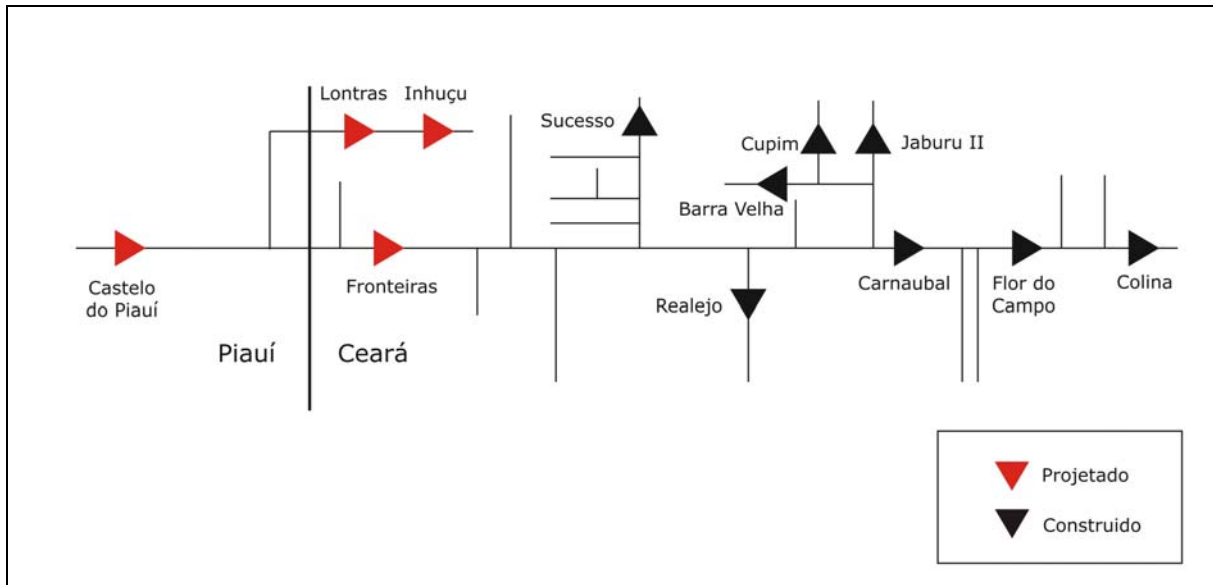 Lontras
Inhuçu
Sucesso
Cupim
Jaburu II
Barra Velha
Castelo
do Piauí
Fronteiras
Realejo
Carnaubal
Flor do
Campo
Colina
Piauí
Ceará
Projetado
Construido